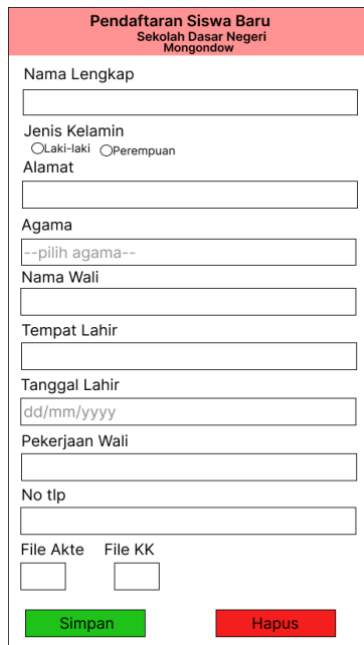 Pendaftaran Siswa Baru
Sekolah Dasar Negeri
Mongondow
Nama Lengkap
Jenis Kelamin
Laki-laki Perempuan
Alamat
Agama
--pilih agama--
Nama Wali
Tempat Lahir
Tanggal Lahir
dd/mm/yyyy
Pekerjaan Wali
No tlp
File Akte File KK
Simpan Hapus